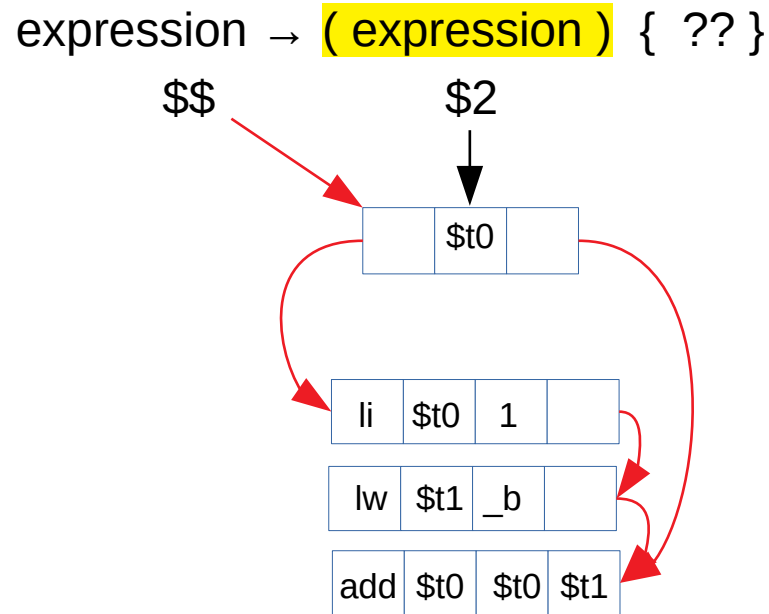 expression → ( expression ) { ?? }
$$ $2
$t0
li $t0 1
lw $t1 _b
add $t0 $t0 $t1